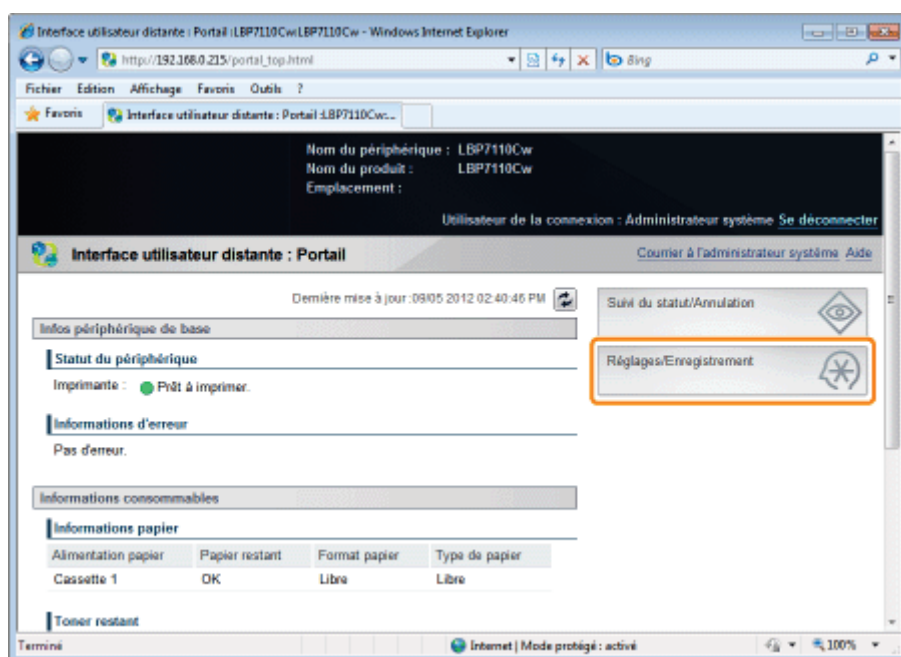 Interface utilisateur distante : Portail :LBP7110Cw:LBP7110Cw - Windows Internet Explorer
http://192.168.0.215/portal_top.html
Bing
Fichier Edition Affichage Favoris Outils ?
Favoris Interface utilisateur distante : Portail :LBP7110Cw:...
Nom du périphérique : LBP7110Cw
Nom du produit : LBP7110Cw
Emplacement :
Utilisateur de la connexion : Administrateur système Se déconnecter
Interface utilisateur distante : Portail Courrier à l'administrateur système Aide
Dernière mise à jour :09/05 2012 02:40:46 PM
Suivi du statut/Annulation
Infos périphérique de base
Statut du périphérique
Réglages/Enregistrement
Imprimante : Prêt à imprimer.
Informations d'erreur
Pas d'erreur.
Informations consommables
Informations papier
Alimentation papier Papier restant Format papier Type de papier
Cassette 1 OK Libre Libre
Toner restant
Terminé Internet | Mode protégé : activé 100%